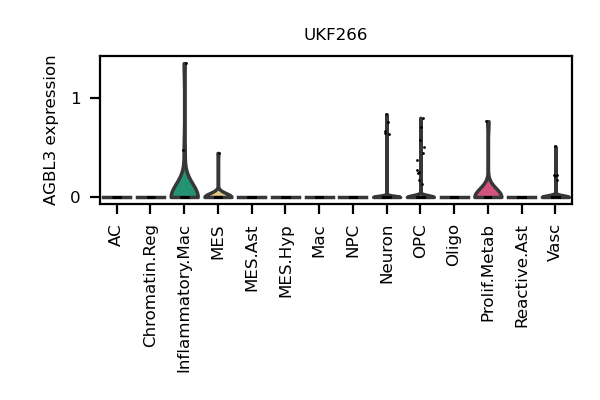 UKF266
AGBL3 expression
1
0
AC
Chromatin.Reg
Inflammatory.Mac
MES
MES.Ast
MES.Hyp
Mac
NPC
Neuron
OPC
Oligo
Prolif.Metab
Reactive.Ast
Vasc